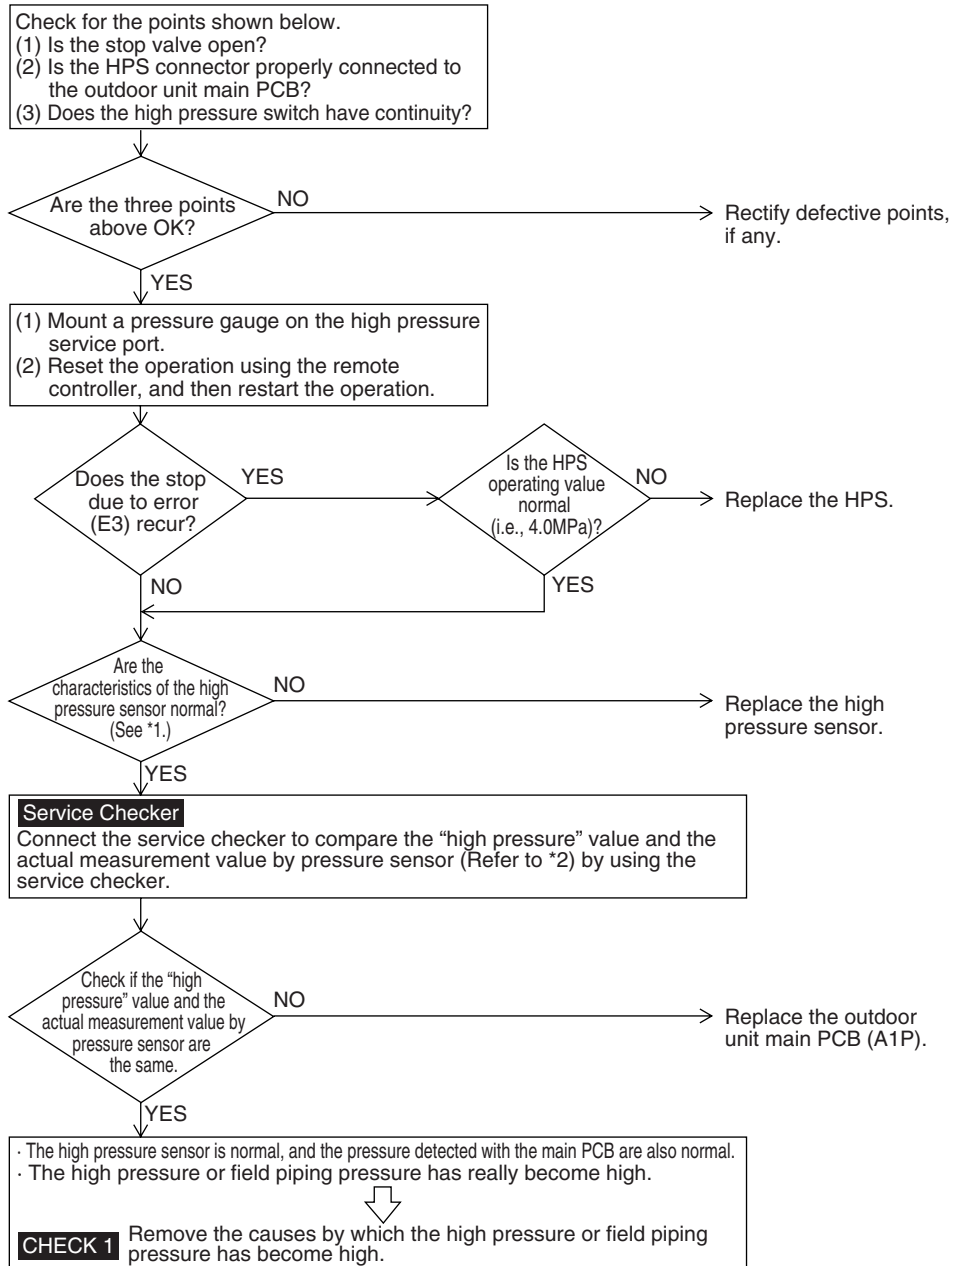 Check for the points shown below.
(1) Is the stop valve open?
(2) Is the HPS connector properly connected to
the outdoor unit main PCB?
(3) Does the high pressure switch have continuity?
Are the three points
above OK?
NO
Rectify defective points,
if any.
YES
(1) Mount a pressure gauge on the high pressure
service port.
(2) Reset the operation using the remote
controller, and then restart the operation.
Does the stop
due to error
(E3) recur?
YES
Is the HPS
operating value
normal
(i.e., 4.0MPa)?
NO
Replace the HPS.
NO
YES
Are the
characteristics of the high
pressure sensor normal?
(See *1.)
NO
Replace the high
pressure sensor.
YES
Service Checker
Connect the service checker to compare the “high pressure” value and the
actual measurement value by pressure sensor (Refer to *2) by using the
service checker.
Check if the “high
pressure” value and the
actual measurement value by
pressure sensor are
the same.
NO
Replace the outdoor
unit main PCB (A1P).
YES
· The high pressure sensor is normal, and the pressure detected with the main PCB are also normal.
· The high pressure or field piping pressure has really become high.
CHECK 1 Remove the causes by which the high pressure or field piping
pressure has become high.